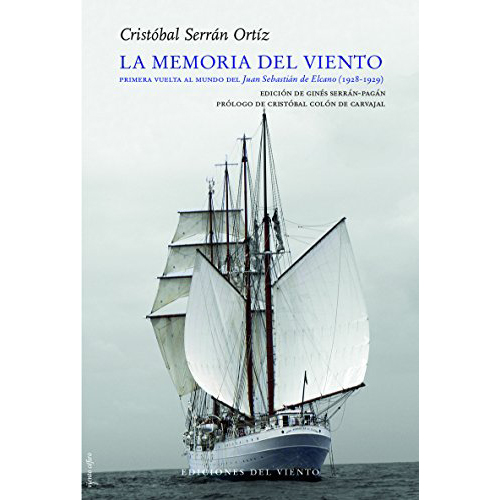 Cristóbal Serrán Ortíz
LA MEMORIA DEL VIENTO
PRIMERA VUELTA AL MUNDO DEL Juan Sebastián de Elcano (1928-1929)
EDICIÓN DE GINÉS SERRÁN-PAGÁN
PRÓLOGO DE CRISTÓBAL COLÓN DE CARVAJAL
EDICIONES DEL VIENTO